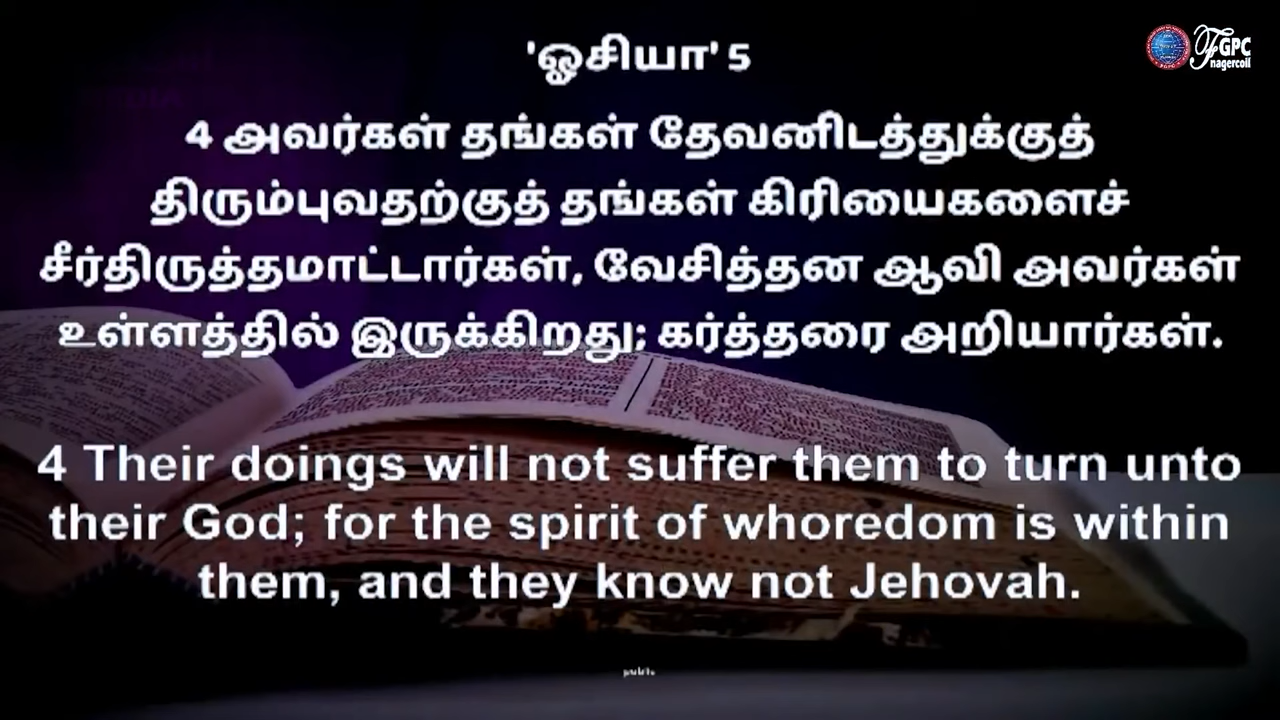 'ஓசியா' 5
FGPC
nagercoil
4 அவர்கள் தங்கள் தேவனிடத்துக்குத்
திரும்புவதற்குத் தங்கள் கிரியைகளைச்
சீர்திருத்தமாட்டார்கள், வேசித்தன ஆவி அவர்கள்
உள்ளத்தில் இருக்கிறது; கர்த்தரை அறியார்கள்.
4 Their doings will not suffer them to turn unto
their God; for the spirit of whoredom is within
them, and they know not Jehovah.